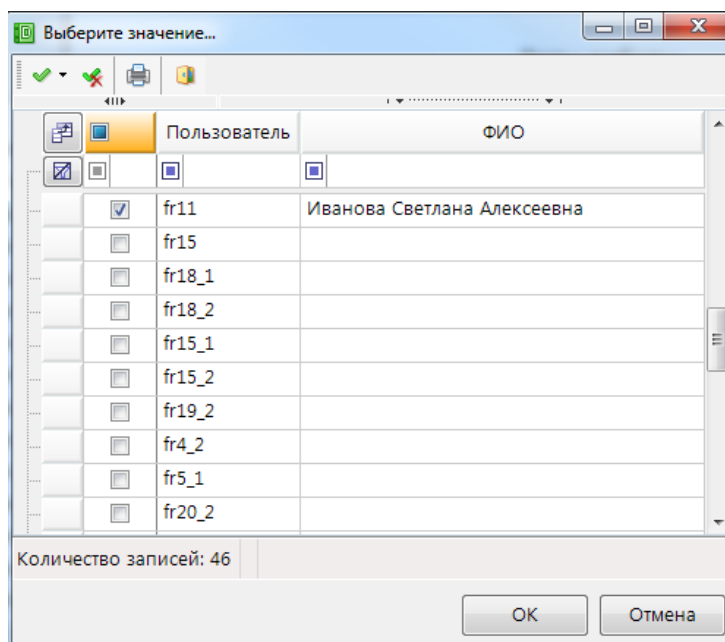 Выберите значение...
Пользователь ФИО
fr11 Иванова Светлана Алексеевна
fr15
fr18_1
fr18_2
fr15_1
fr15_2
fr19_2
fr4_2
fr5_1
fr20_2
Количество записей: 46
ОК Отмена